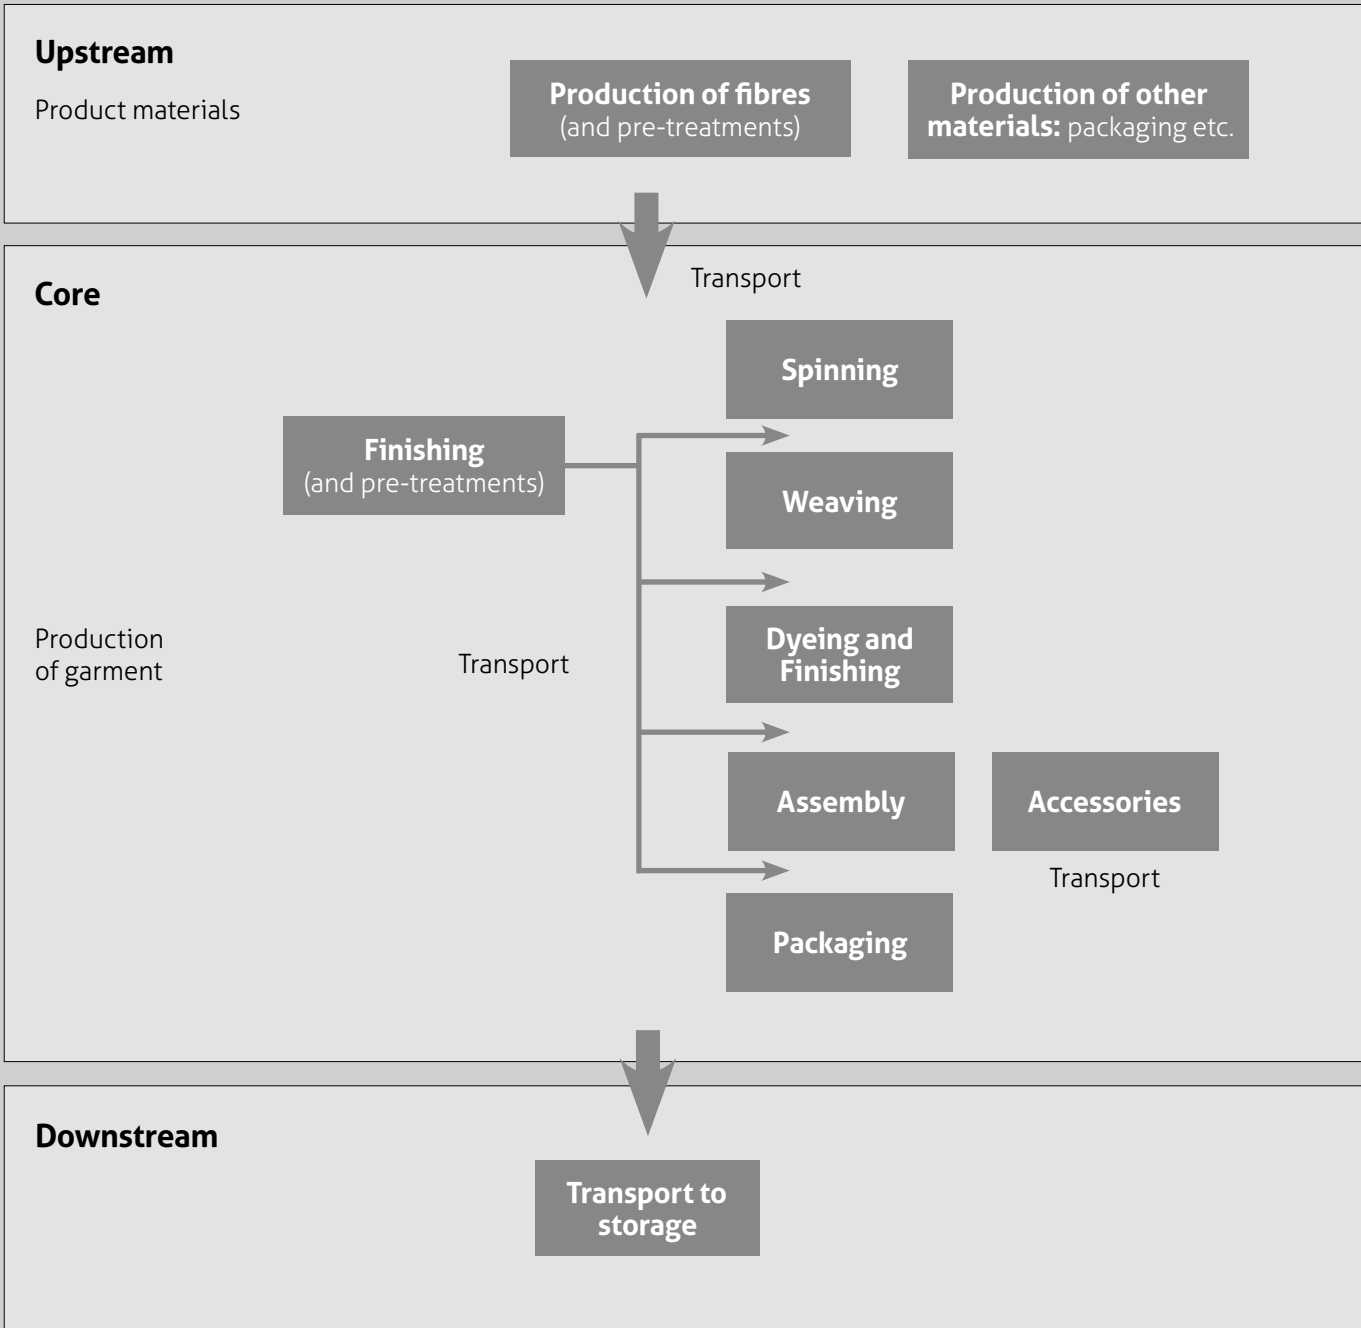 Upstream
Product materials
Production of fibres
(and pre-treatments)
Production of other
materials: packaging etc.
Core
Transport
Spinning
Finishing
(and pre-treatments)
Weaving
Production
of garment
Transport
Dyeing and
Finishing
Assembly
Accessories
Transport
Packaging
Downstream
Transport to
storage